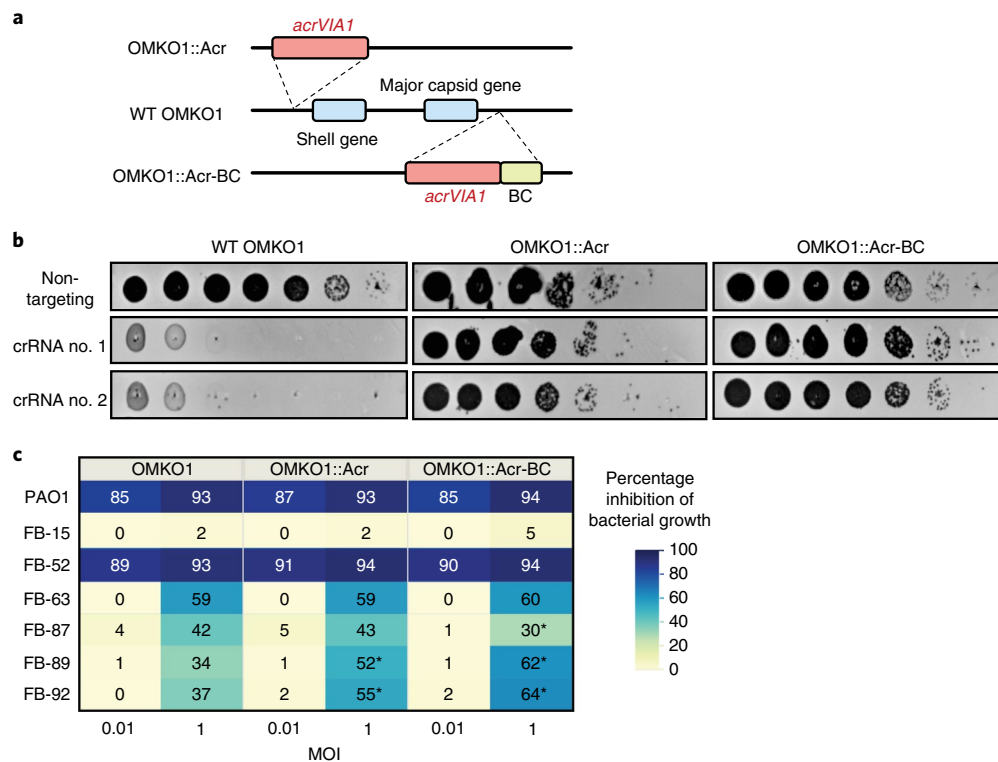 a
acrVIA1
OMKO1::Acr
Major capsid gene
WT OMKO1
Shell gene
OMKO1::Acr-BC
acrVIA1 BC
b
WT OMKO1 OMKO1::Acr OMKO1::Acr-BC
Non-
targeting
crRNA no. 1
crRNA no. 2
c
OMKO1 OMKO1::Acr OMKO1::Acr-BC
PAO1 85 93 87 93 85 94
FB-15 0 2 0 2 0 5
FB-52 89 93 91 94 90 94
FB-63 0 59 0 59 0 60
FB-87 4 42 5 43 1 30*
FB-89 1 34 1 52* 1 62*
FB-92 0 37 2 55* 2 64*
0.01 1 0.01 1 0.01 1
MOI
Percentage
inhibition of
bacterial growth
100
80
60
40
20
0